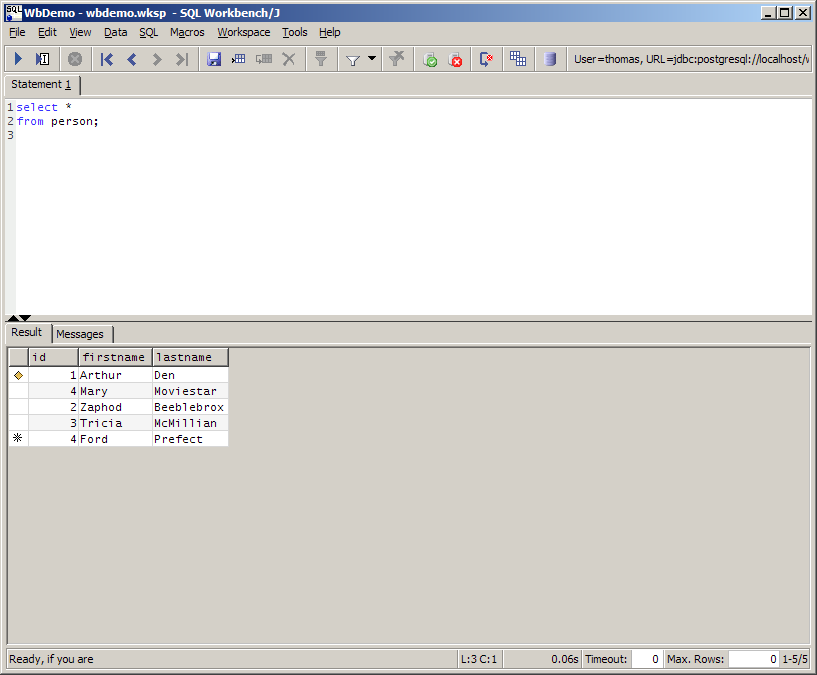 SQL WbDemo - wbdemo.wksp - SQL Workbench/J
File Edit View Data SQL Macros Workspace Tools Help
User=thomas, URL=jdbc:postgresql://localhost/
Statement 1
1 select *
2 from person;
3
Result Messages
id firstname lastname
1 Arthur Den
4 Mary Moviestar
2 Zaphod Beeblebrox
3 Tricia McMillian
4 Ford Prefect
Ready, if you are L:3 C:1 0.06s Timeout: 0 Max. Rows: 0 1-5/5